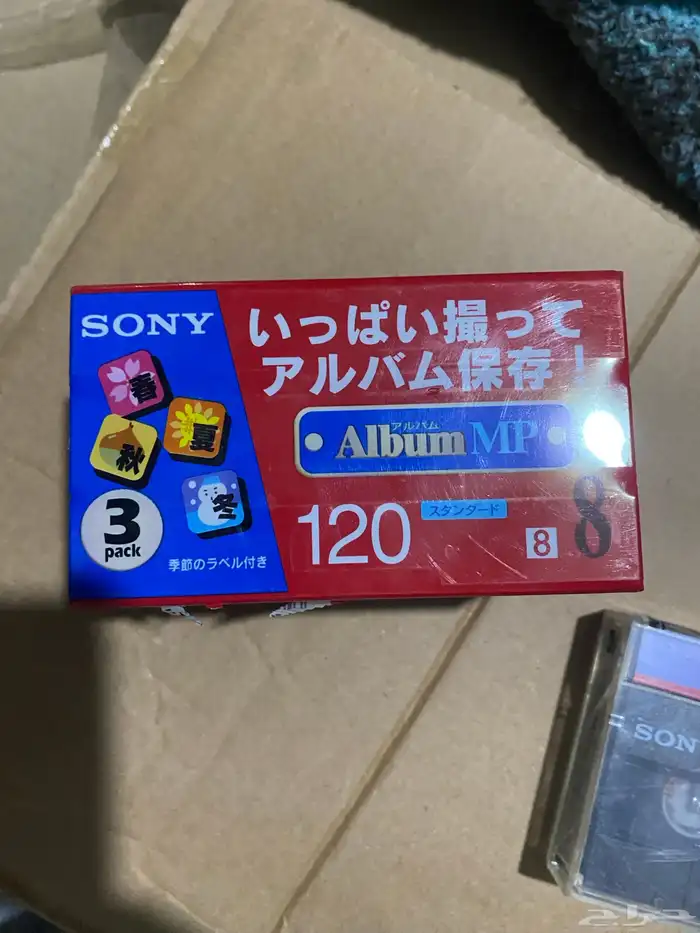 SONY
いっぱい撮って
アルバム保存!
春
夏
秋
冬
アルバム
Album MP
3
pack
120
スタンダード
8
8
季節のラベル付き
SON
حراج